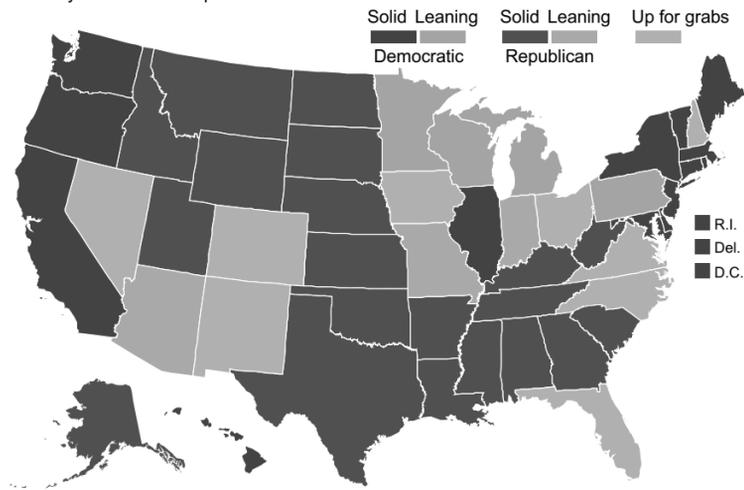 Solid Leaning Solid Leaning Up for grabs
Democratic Republican
R.I.
Del.
D.C.